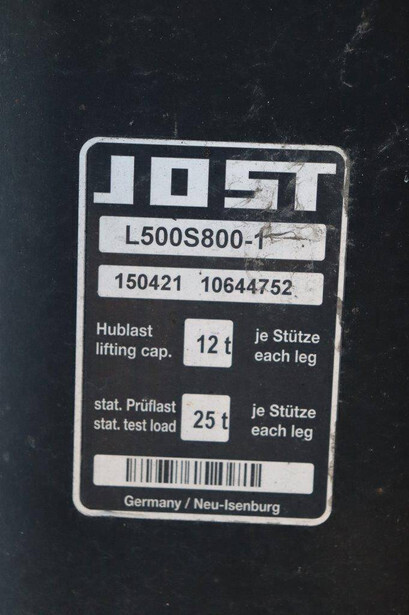 JOST
L500S800-1
150421 10644752
Hublast
lifting cap.
12 t
je Stütze
each leg
stat. Prüflast
stat. test load
25 t
je Stütze
each leg
Germany / Neu-Isenburg